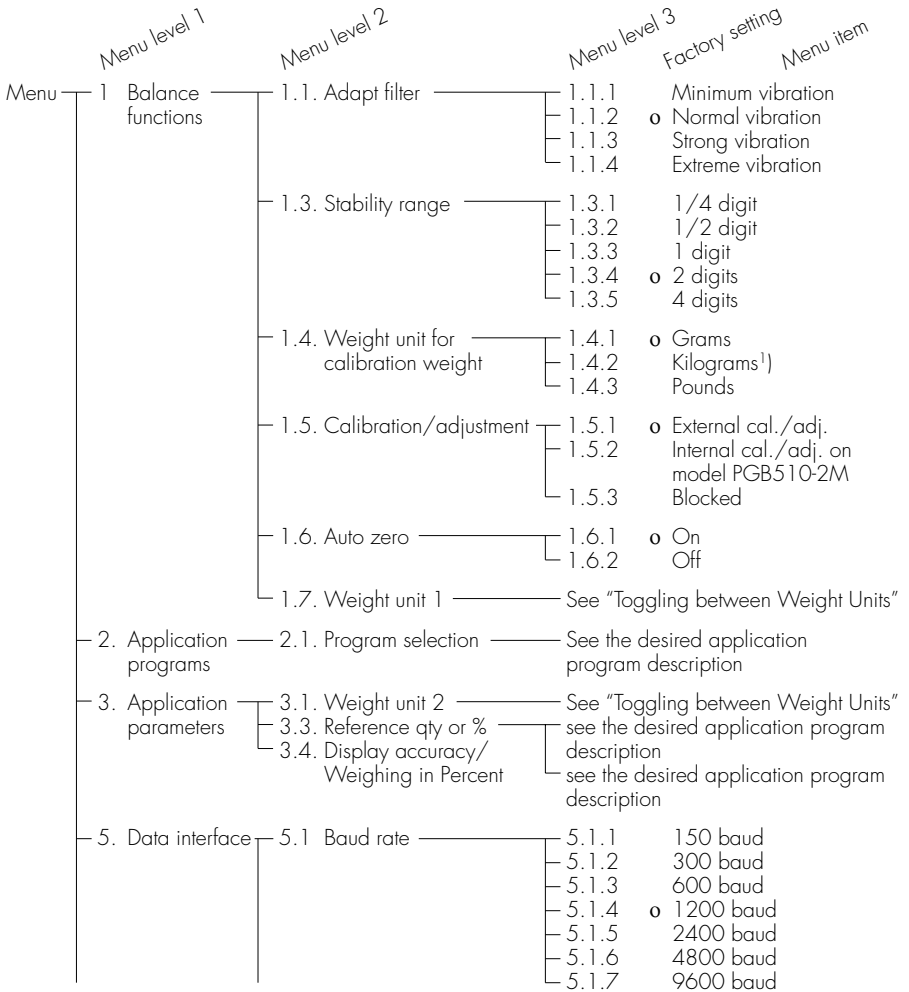 Menu level 1 Menu level 2 Menu level 3 Factory setting Menu item
Menu 1 Balance 1.1. Adapt filter 1.1.1 Minimum vibration
functions 1.1.2 o Normal vibration
1.1.3 Strong vibration
1.1.4 Extreme vibration
1.3. Stability range 1.3.1 1/4 digit
1.3.2 1/2 digit
1.3.3 1 digit
1.3.4 o 2 digits
1.3.5 4 digits
1.4. Weight unit for 1.4.1 o Grams
calibration weight 1.4.2 Kilograms1)
1.4.3 Pounds
1.5. Calibration/adjustment 1.5.1 o External cal./adj.
1.5.2 Internal cal./adj. on
model PGB510-2M
1.5.3 Blocked
1.6. Auto zero 1.6.1 o On
1.6.2 Off
1.7. Weight unit 1 See “Toggling between Weight Units”
2. Application 2.1. Program selection See the desired application
programs program description
3. Application 3.1. Weight unit 2 See “Toggling between Weight Units”
parameters 3.3. Reference qty or % see the desired application program
3.4. Display accuracy/ description
Weighing in Percent see the desired application program
description
5. Data interface 5.1 Baud rate 5.1.1 150 baud
5.1.2 300 baud
5.1.3 600 baud
5.1.4 o 1200 baud
5.1.5 2400 baud
5.1.6 4800 baud
5.1.7 9600 baud